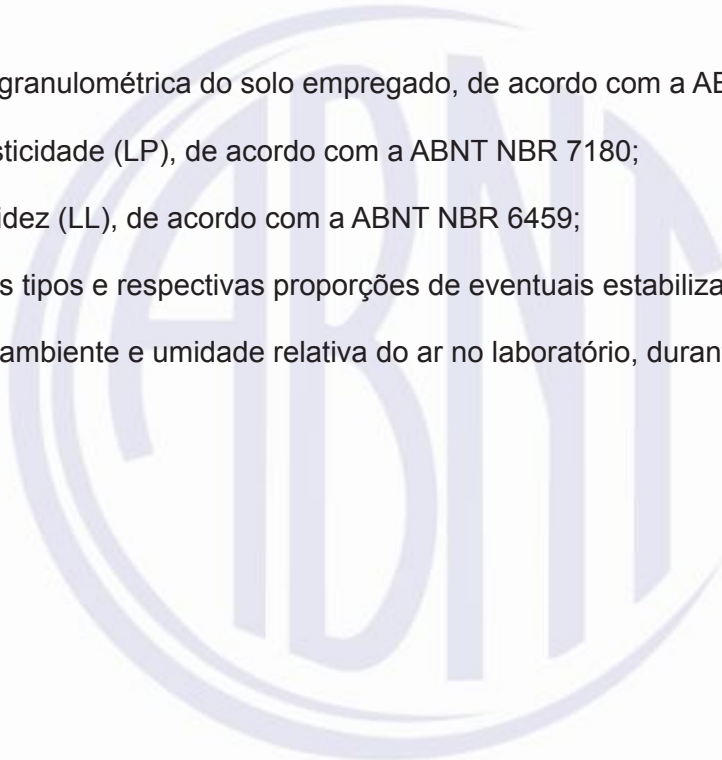 granulométrica do solo empregado, de acordo com a AB
sticidade (LP), de acordo com a ABNT NBR 7180;
idez (LL), de acordo com a ABNT NBR 6459;
s tipos e respectivas proporções de eventuais estabiliza
ambiente e umidade relativa do ar no laboratório, duran
ABNT